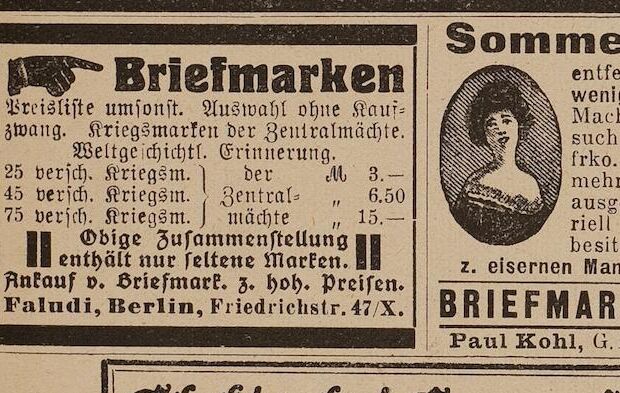 Briefmarken
Preisliste umsonst. Auswahl ohne Kauf-
zwang. Kriegsmarken der Zentralmächte.
Weltgeschichtl. Erinnerung.
25 versch. Kriegsm. } der M 3.—
45 versch. Kriegsm. } Zentral- „ 6.50
75 versch. Kriegsm. } mächte „ 15.—
Obige Zusammenstellung
enthält nur seltene Marken.
Ankauf v. Briefmark. z. hoh. Preisen.
Faludi, Berlin, Friedrichstr. 47/X.
Somme
entfe
wenig
Mach
such
frko.
mehr
ausg
riell
besit
z. eisernen Man
BRIEFMAR
Paul Kohl, G.